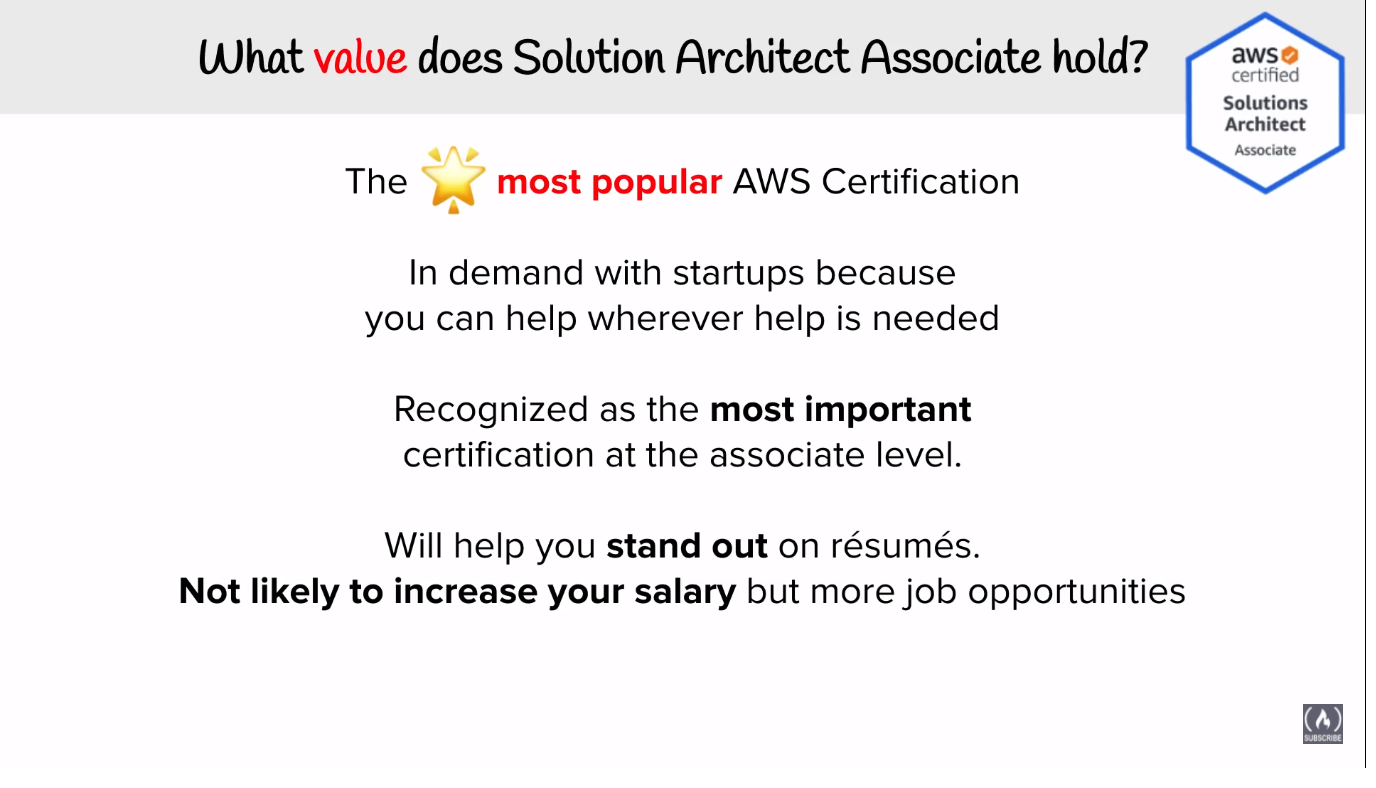 What value does Solution Architect Associate hold?
aws
certified
Solutions
Architect
Associate
The 🌟 most popular AWS Certification
In demand with startups because
you can help wherever help is needed
Recognized as the most important
certification at the associate level.
Will help you stand out on résumés.
Not likely to increase your salary but more job opportunities
SUBSCRIBE